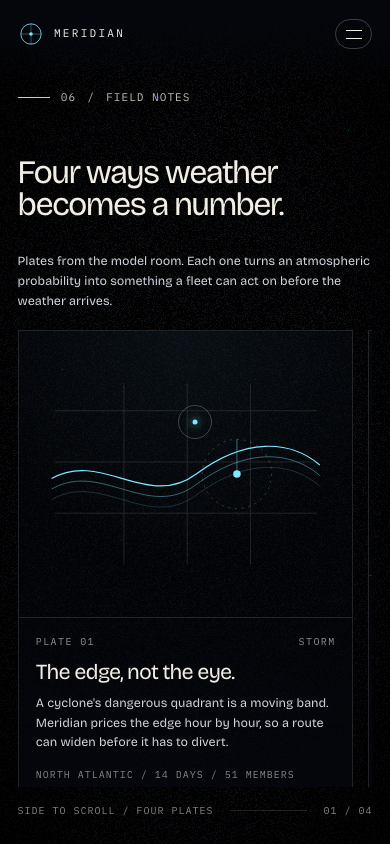 MERIDIAN
06 / FIELD NOTES
Four ways weather
becomes a number.
Plates from the model room. Each one turns an atmospheric
probability into something a fleet can act on before the
weather arrives.
PLATE 01 STORM
The edge, not the eye.
A cyclone's dangerous quadrant is a moving band.
Meridian prices the edge hour by hour, so a route
can widen before it has to divert.
NORTH ATLANTIC / 14 DAYS / 51 MEMBERS
SIDE TO SCROLL / FOUR PLATES 01 / 04